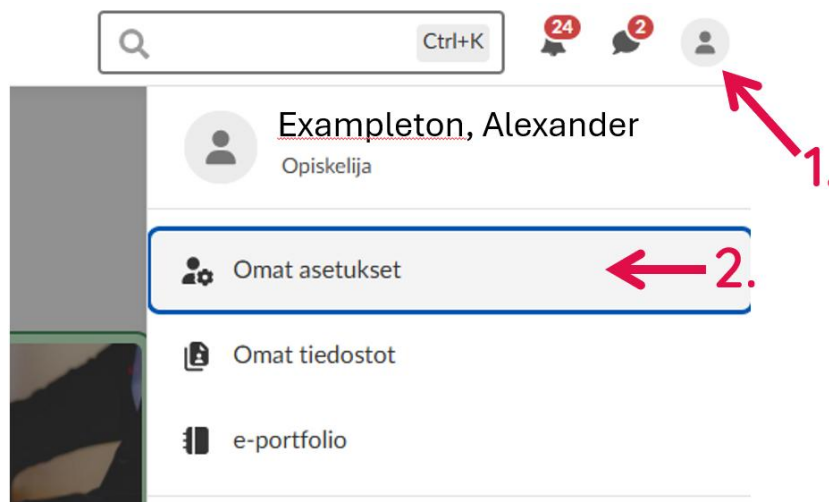 Ctrl+K
24
2
1.
Exampleton, Alexander
Opiskelija
Omat asetukset
2.
Omat tiedostot
e-portfolio